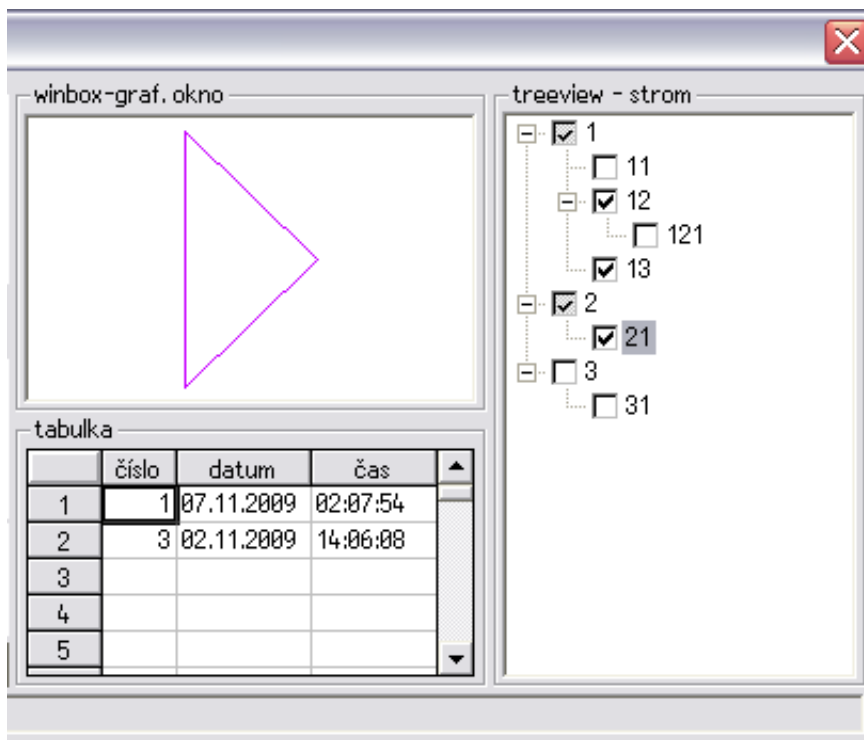 winbox-graf. okno
treeview - strom
1
11
12
121
13
2
21
3
31
tabulka
číslo datum čas
1 1 07.11.2009 02:07:54
2 3 02.11.2009 14:06:08
3
4
5